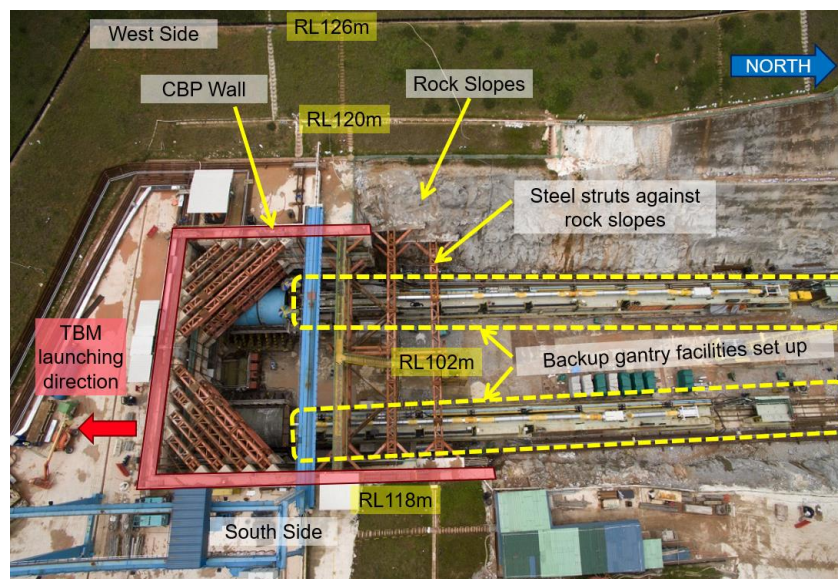 West Side
RL126m
NORTH
CBP Wall
Rock Slopes
RL120m
Steel struts against
rock slopes
TBM
launching
direction
RL102m
Backup gantry facilities set up
RL118m
South Side